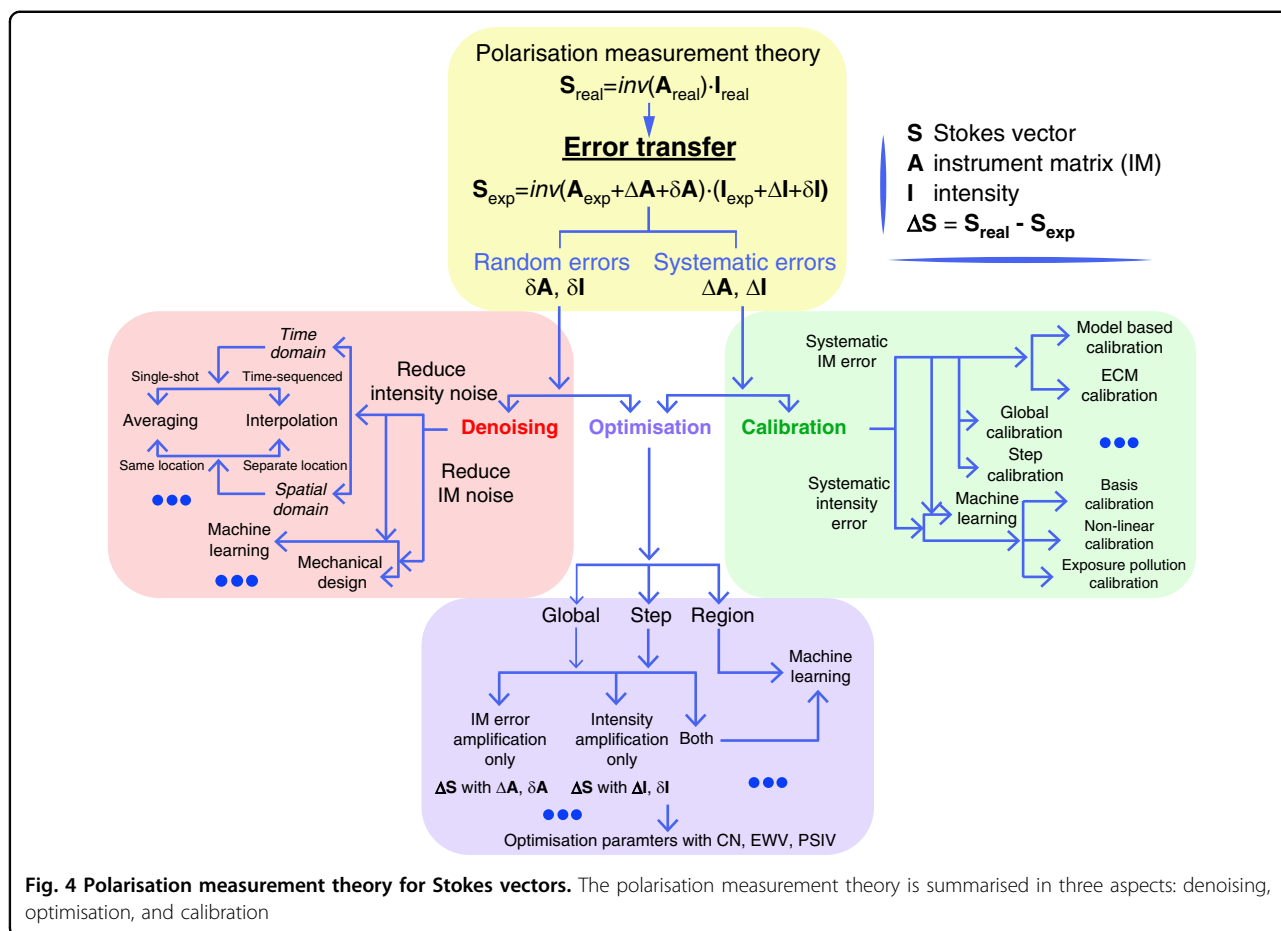 Polarisation measurement theory
S_real=inv(A_real)·I_real
Error transfer
S_exp=inv(A_exp+ΔA+δA)·(I_exp+ΔI+δI)
Random errors
δA, δI
Systematic errors
ΔA, ΔI
S Stokes vector
A instrument matrix (IM)
I intensity
ΔS = S_real - S_exp
Time
domain
Single-shot
Time-sequenced
Averaging
Interpolation
Same location
Separate location
Spatial
domain
Reduce
intensity noise
Denoising
Reduce
IM noise
Machine
learning
Mechanical
design
Optimisation
Calibration
Systematic
IM error
Systematic
intensity
error
Model based
calibration
ECM
calibration
Global
calibration
Step
calibration
Machine
learning
Basis
calibration
Non-linear
calibration
Exposure pollution
calibration
Global
Step
Region
Machine
learning
IM error
amplification
only
Intensity
amplification
only
Both
ΔS with ΔA, δA
ΔS with ΔI, δI
Optimisation paramters with CN, EWV, PSIV
Fig. 4 Polarisation measurement theory for Stokes vectors. The polarisation measurement theory is summarised in three aspects: denoising,
optimisation, and calibration